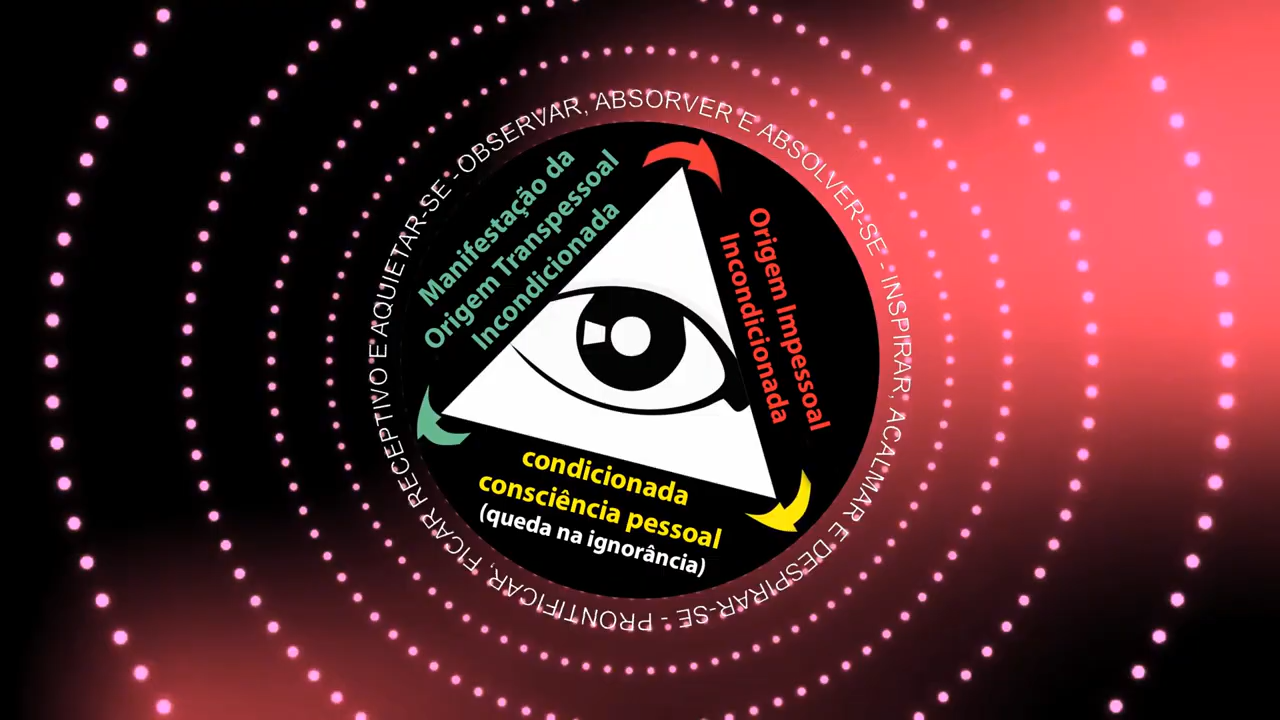 OBSERVAR, ABSORVER E ABSOLVER-SE - INSPIRAR, ACALMAR E DESPIRAR-SE - PRONTIFICAR, FICAR RECEPTIVO E AQUIETAR-SE -
Manifestação da
Origem Transpessoal
Incondicionada
Origem Impessoal
Incondicionada
condicionada
consciência pessoal
(queda na ignorância)